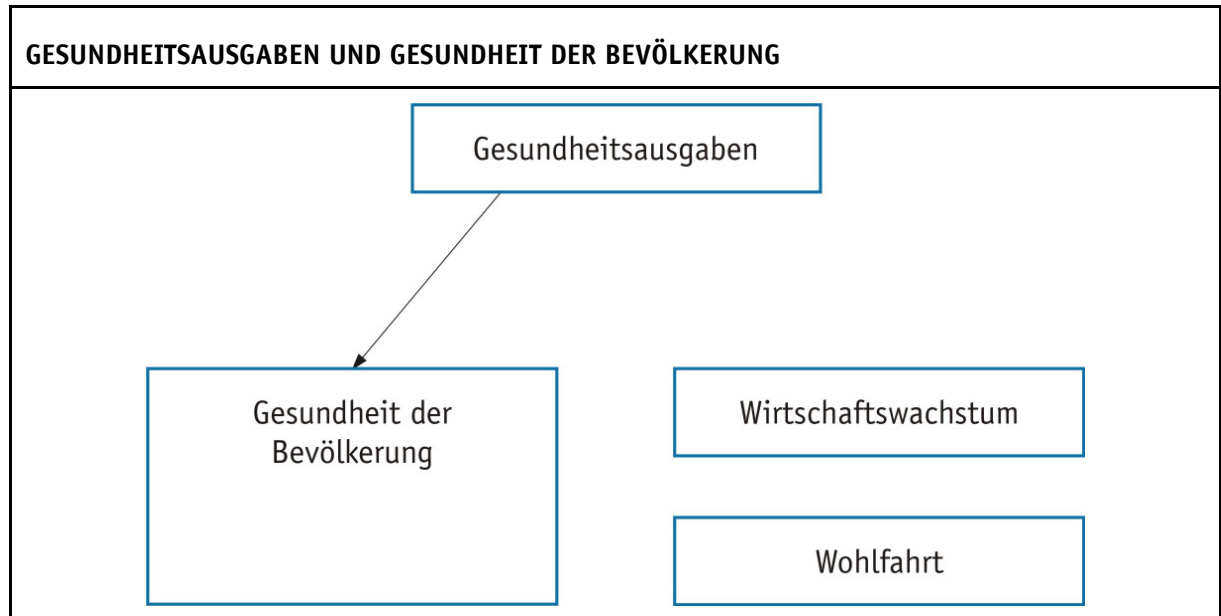 GESUNDHEITSAUSGABEN UND GESUNDHEIT DER BEVÖLKERUNG
Gesundheitsausgaben
Gesundheit der
Bevölkerung
Wirtschaftswachstum
Wohlfahrt